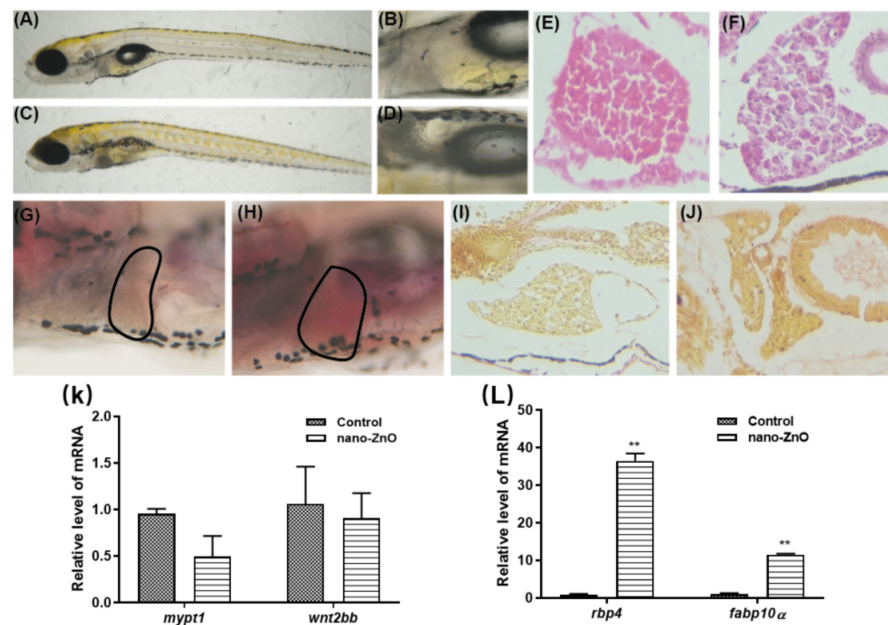 (A)
(B)
(E)
(F)
(C)
(D)
(G)
(H)
(I)
(J)
(k)
Relative level of mRNA
2.0
1.5
1.0
0.5
0.0
Control
nano-ZnO
mypt1
wnt2bb
(L)
Relative level of mRNA
50
40
30
20
10
0
Control
nano-ZnO
**
**
rbp4
fabp10α